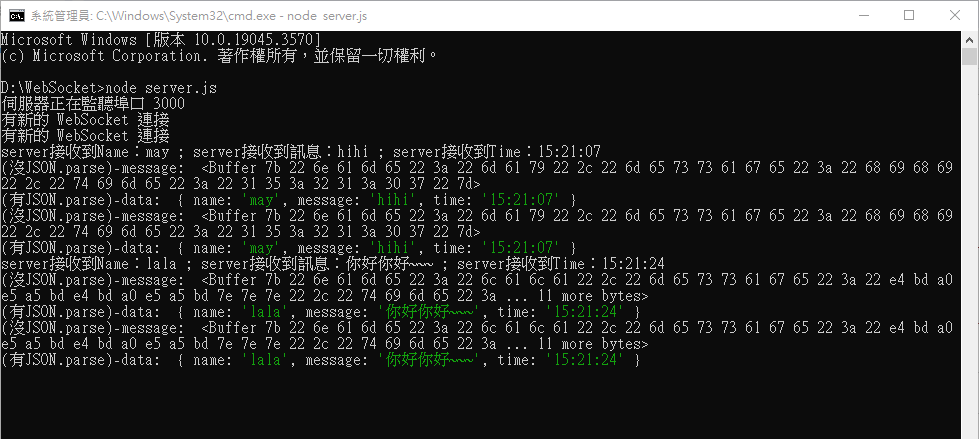 系統管理員: C:\Windows\System32\cmd.exe - node server.js
Microsoft Windows [版本 10.0.19045.3570]
(c) Microsoft Corporation. 著作權所有，並保留一切權利。
D:\WebSocket>node server.js
伺服器正在監聽埠口 3000
有新的 WebSocket 連接
有新的 WebSocket 連接
server接收到Name：may ; server接收到訊息：hihi ; server接收到Time：15:21:07
(沒JSON.parse)-message:  <Buffer 7b 22 6e 61 6d 65 22 3a 22 6d 61 79 22 2c 22 6d 65 73 73 61 67 65 22 3a 22 68 69 68 69
22 2c 22 74 69 6d 65 22 3a 22 31 35 3a 32 31 3a 30 37 22 7d>
(有JSON.parse)-data:  { name: 'may', message: 'hihi', time: '15:21:07' }
(沒JSON.parse)-message:  <Buffer 7b 22 6e 61 6d 65 22 3a 22 6d 61 79 22 2c 22 6d 65 73 73 61 67 65 22 3a 22 68 69 68 69
22 2c 22 74 69 6d 65 22 3a 22 31 35 3a 32 31 3a 30 37 22 7d>
(有JSON.parse)-data:  { name: 'may', message: 'hihi', time: '15:21:07' }
server接收到Name：lala ; server接收到訊息：你好你好~~~ ; server接收到Time：15:21:24
(沒JSON.parse)-message:  <Buffer 7b 22 6e 61 6d 65 22 3a 22 6c 61 6c 61 22 2c 22 6d 65 73 73 61 67 65 22 3a 22 e4 bd a0
e5 a5 bd e4 bd a0 e5 a5 bd 7e 7e 7e 22 2c 22 74 69 6d 65 22 3a ... 11 more bytes>
(有JSON.parse)-data:  { name: 'lala', message: '你好你好~~~', time: '15:21:24' }
(沒JSON.parse)-message:  <Buffer 7b 22 6e 61 6d 65 22 3a 22 6c 61 6c 61 22 2c 22 6d 65 73 73 61 67 65 22 3a 22 e4 bd a0
e5 a5 bd e4 bd a0 e5 a5 bd 7e 7e 7e 22 2c 22 74 69 6d 65 22 3a ... 11 more bytes>
(有JSON.parse)-data:  { name: 'lala', message: '你好你好~~~', time: '15:21:24' }